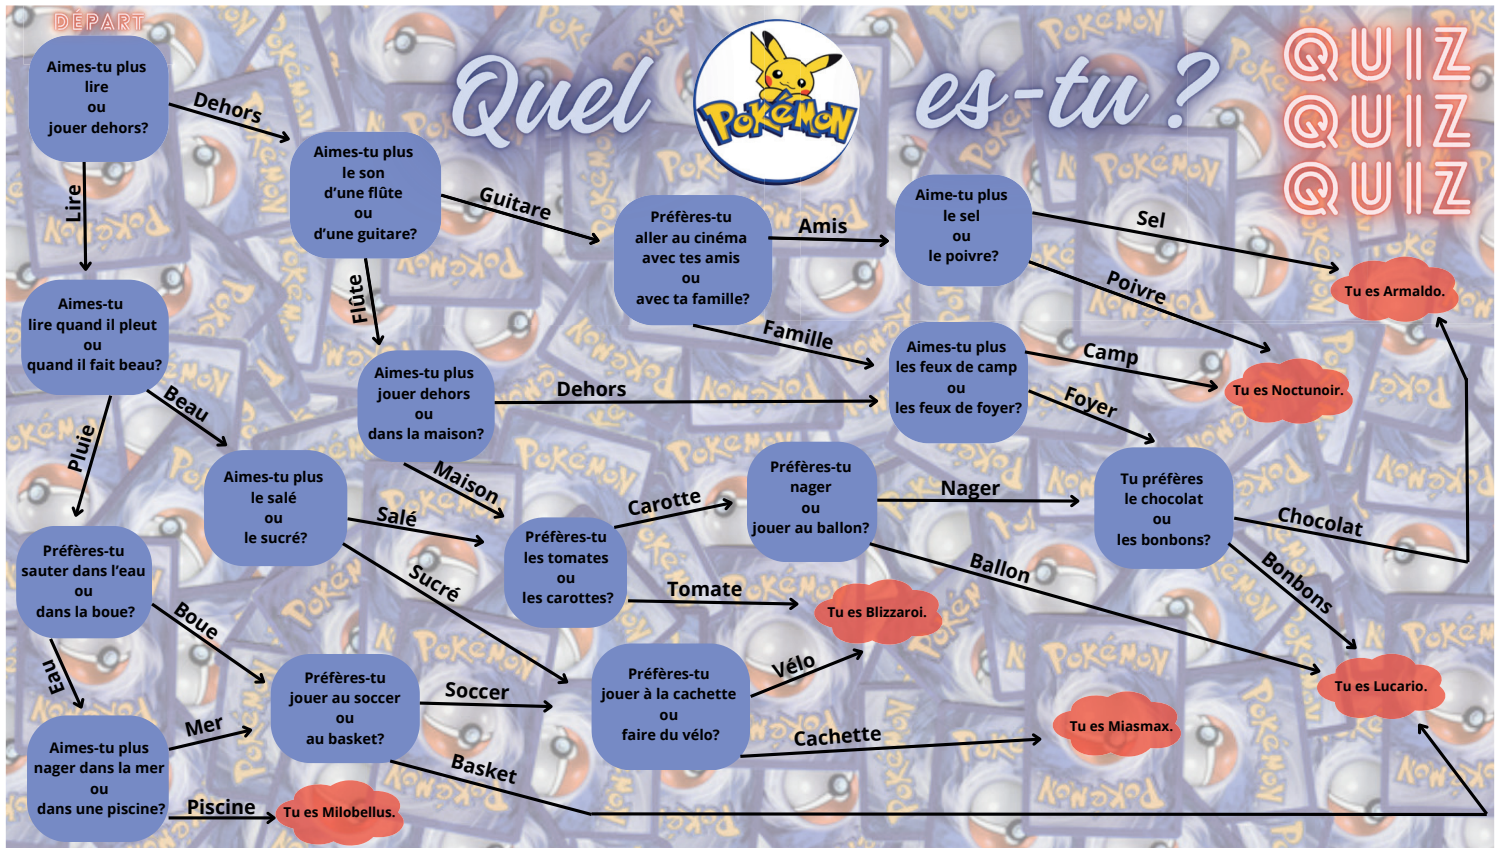 DÉPART
Quel
POKÉMON
es-tu ?
QUIZ
QUIZ
QUIZ
Aimes-tu plus
lire
ou
jouer dehors?
Dehors
Lire
Aimes-tu plus
le son
d'une flûte
ou
d'une guitare?
Guitare
Flûte
Préfères-tu
aller au cinéma
avec tes amis
ou
avec ta famille?
Amis
Famille
Aime-tu plus
le sel
ou
le poivre?
Sel
Poivre
Tu es Armaldo.
Aimes-tu
lire quand il pleut
ou
quand il fait beau?
Beau
Pluie
Aimes-tu plus
jouer dehors
ou
dans la maison?
Dehors
Maison
Aimes-tu plus
les feux de camp
ou
les feux de foyer?
Camp
Foyer
Tu es Noctunoir.
Aimes-tu plus
le salé
ou
le sucré?
Salé
Sucré
Préfères-tu
les tomates
ou
les carottes?
Carotte
Tomate
Préfères-tu
nager
ou
jouer au ballon?
Nager
Ballon
Tu préfères
le chocolat
ou
les bonbons?
Chocolat
Bonbons
Préfères-tu
sauter dans l'eau
ou
dans la boue?
Boue
Eau
Tu es Blizzaroi.
Préfères-tu
jouer au soccer
ou
au basket?
Soccer
Basket
Préfères-tu
jouer à la cachette
ou
faire du vélo?
Vélo
Cachette
Tu es Miasmax.
Tu es Lucario.
Aimes-tu plus
nager dans la mer
ou
dans une piscine?
Mer
Piscine
Tu es Milobellus.